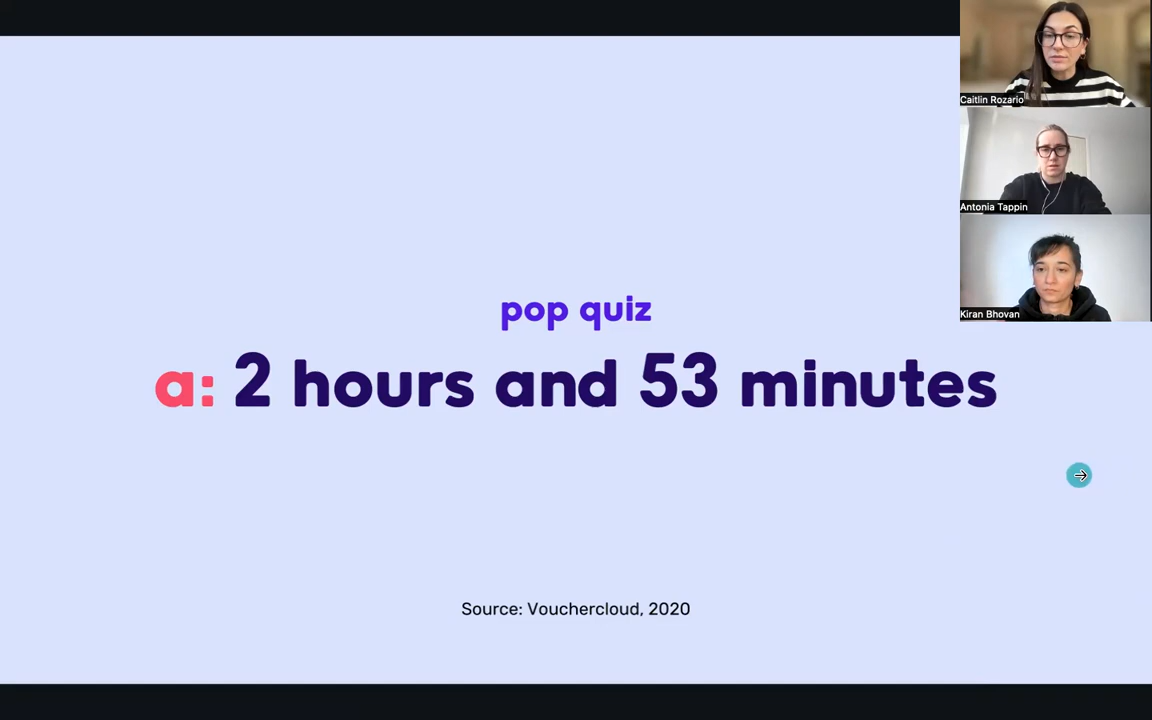 Caitlin Rozario
Antonia Tappin
Kiran Bhovan
pop quiz
a: 2 hours and 53 minutes
Source: Vouchercloud, 2020